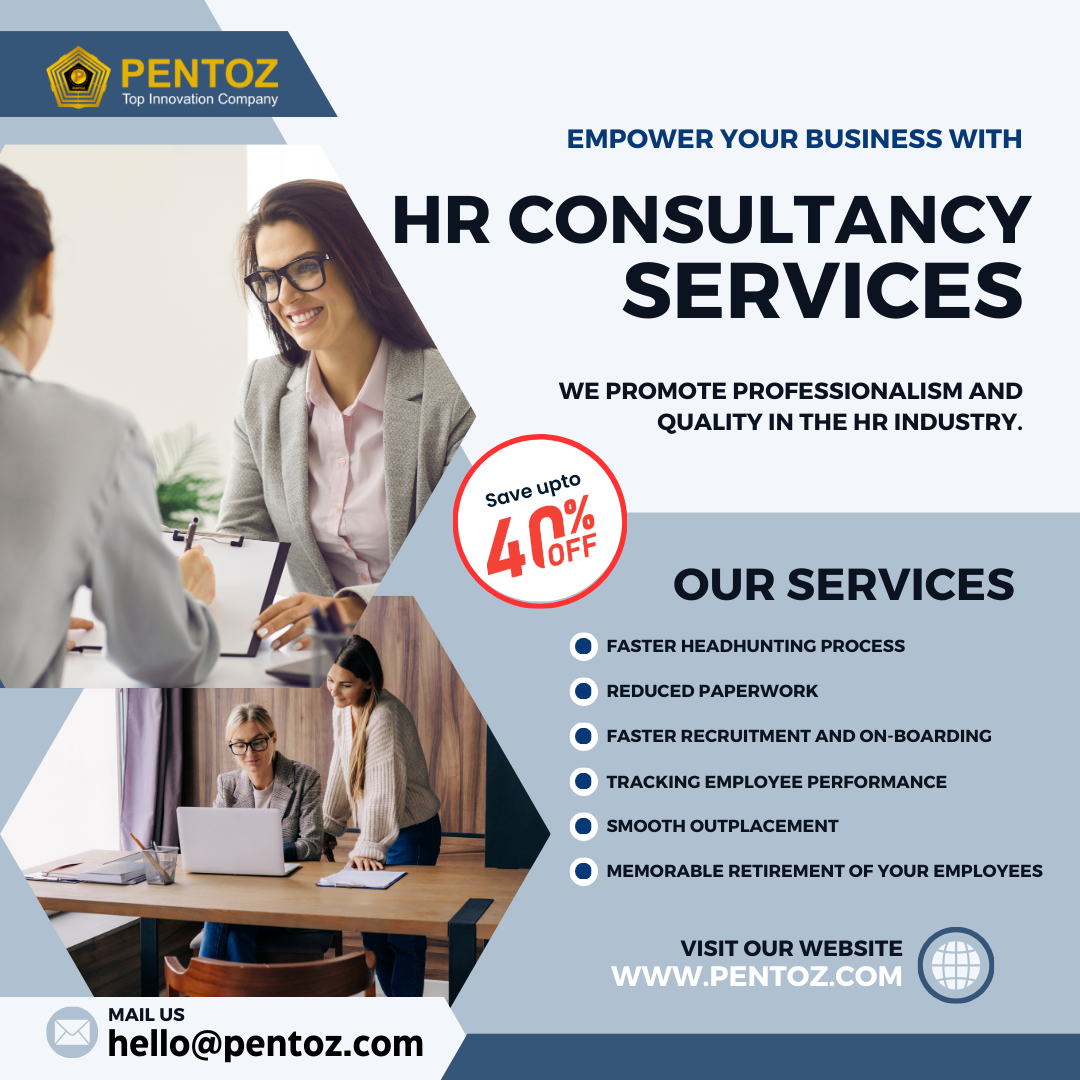 PENTOZ
Top Innovation Company
EMPOWER YOUR BUSINESS WITH
HR CONSULTANCY
SERVICES
WE PROMOTE PROFESSIONALISM AND
QUALITY IN THE HR INDUSTRY.
Save upto
40%
OFF
OUR SERVICES
FASTER HEADHUNTING PROCESS
REDUCED PAPERWORK
FASTER RECRUITMENT AND ON-BOARDING
TRACKING EMPLOYEE PERFORMANCE
SMOOTH OUTPLACEMENT
MEMORABLE RETIREMENT OF YOUR EMPLOYEES
VISIT OUR WEBSITE
WWW.PENTOZ.COM
MAIL US
hello@pentoz.com